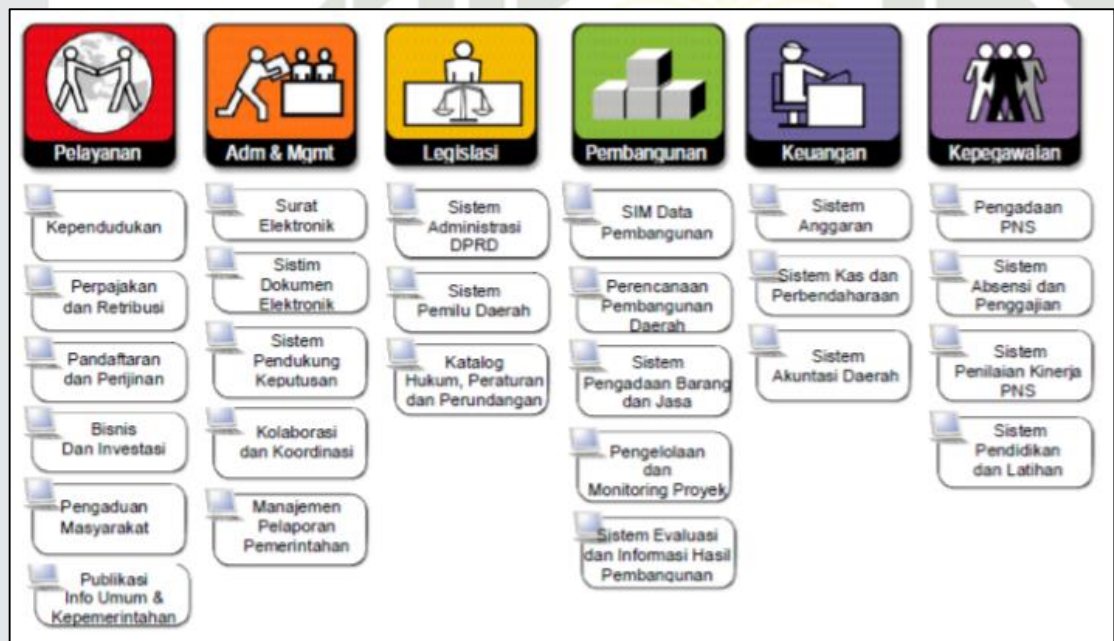 Pelayanan
Adm & Mgmt
Legislasi
Pembangunan
Keuangan
Kepegawaian
Kependudukan
Perpajakan
dan Retribusi
Pandaftaran
dan Perijinan
Bisnis
Dan Investasi
Pengaduan
Masyarakat
Publikasi
Info Umum &
Kepemerintahan
Surat
Elektronik
Sistim
Dokumen
Elektronik
Sistem
Pendukung
Keputusan
Kolaborasi
dan Koordinasi
Manajemen
Pelaporan
Pemerintahan
Sistem
Administrasi
DPRD
Sistem
Pemilu Daerah
Katalog
Hukum, Peraturan
dan Perundangan
SIM Data
Pembangunan
Perencanaan
Pembangunan
Daerah
Sistem
Pengadaan Barang
dan Jasa
Pengelolaan
dan
Monitoring Proyek
Sistem Evaluasi
dan Informasi Hasil
Pembangunan
Sistem
Anggaran
Sistem Kas dan
Perbendaharaan
Sistem
Akuntasi Daerah
Pengadaan
PNS
Sistem
Absensi dan
Penggajian
Sistem
Penilaian Kinerja
PNS
Sistem
Pendidikan
dan Latihan